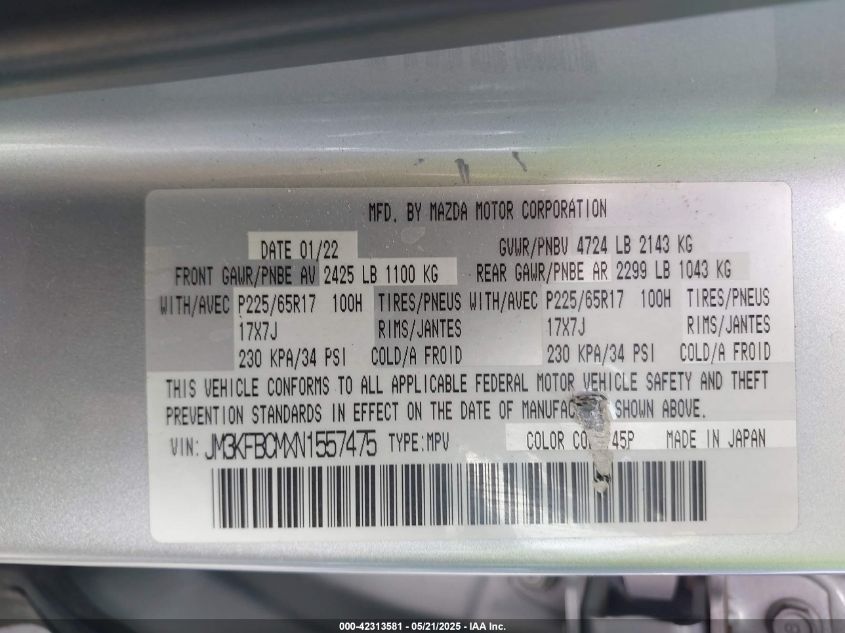 MFD. BY MAZDA MOTOR CORPORATION
DATE 01/22 GVWR/PNBV 4724 LB 2143 KG
FRONT GAWR/PNBE AV 2425 LB 1100 KG REAR GAWR/PNBE AR 2299 LB 1043 KG
WITH/AVEC P225/65R17 100H TIRES/PNEUS WITH/AVEC P225/65R17 100H TIRES/PNEUS
17X7J RIMS/JANTES 17X7J RIMS/JANTES
230 KPA/34 PSI COLD/A FROID 230 KPA/34 PSI COLD/A FROID
THIS VEHICLE CONFORMS TO ALL APPLICABLE FEDERAL MOTOR VEHICLE SAFETY AND THEFT
PREVENTION STANDARDS IN EFFECT ON THE DATE OF SHOWN ABOVE.
VIN: JM3KFBCMXN1557475 TYPE:MPV COLOR 45P MADE IN JAPAN
000-42313581 - 05/21/2025 - IAA Inc.